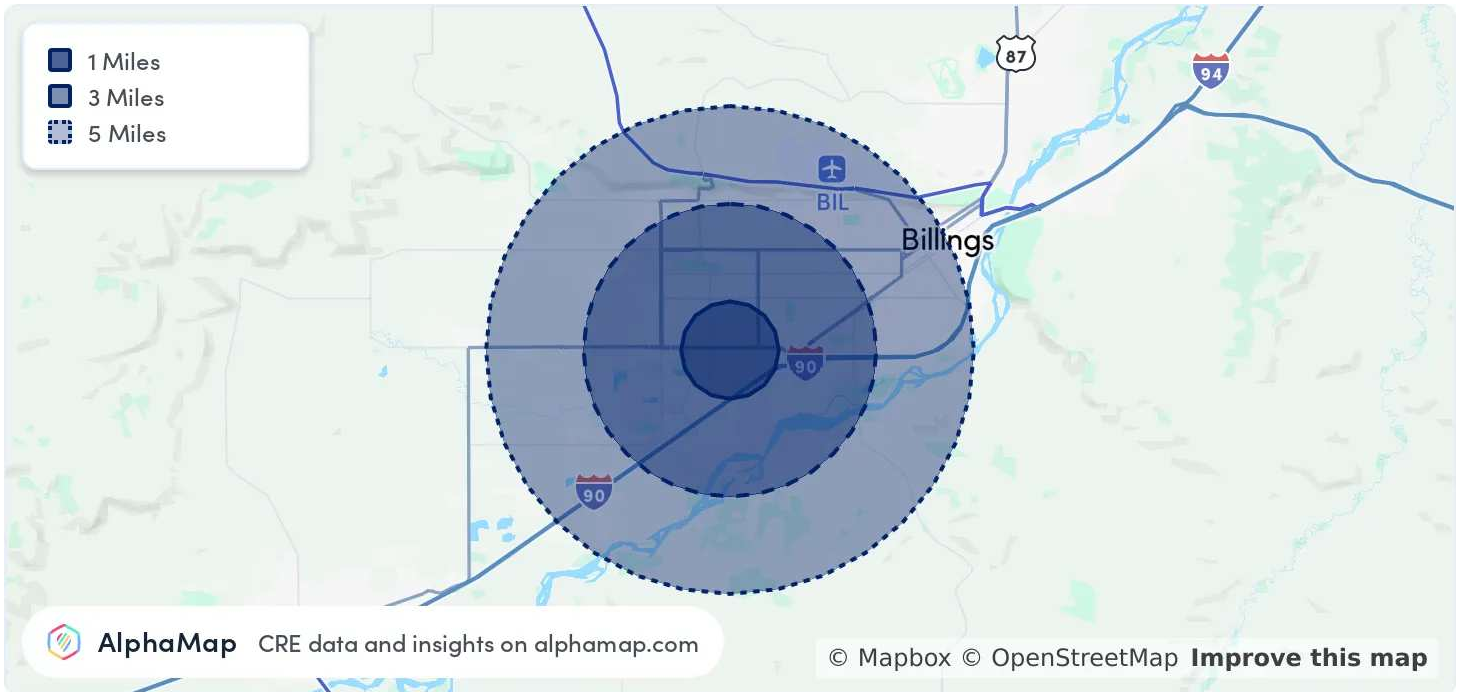 1 Miles
3 Miles
5 Miles
87
94
BIL
Billings
90
90
AlphaMap CRE data and insights on alphamap.com
© Mapbox © OpenStreetMap Improve this map